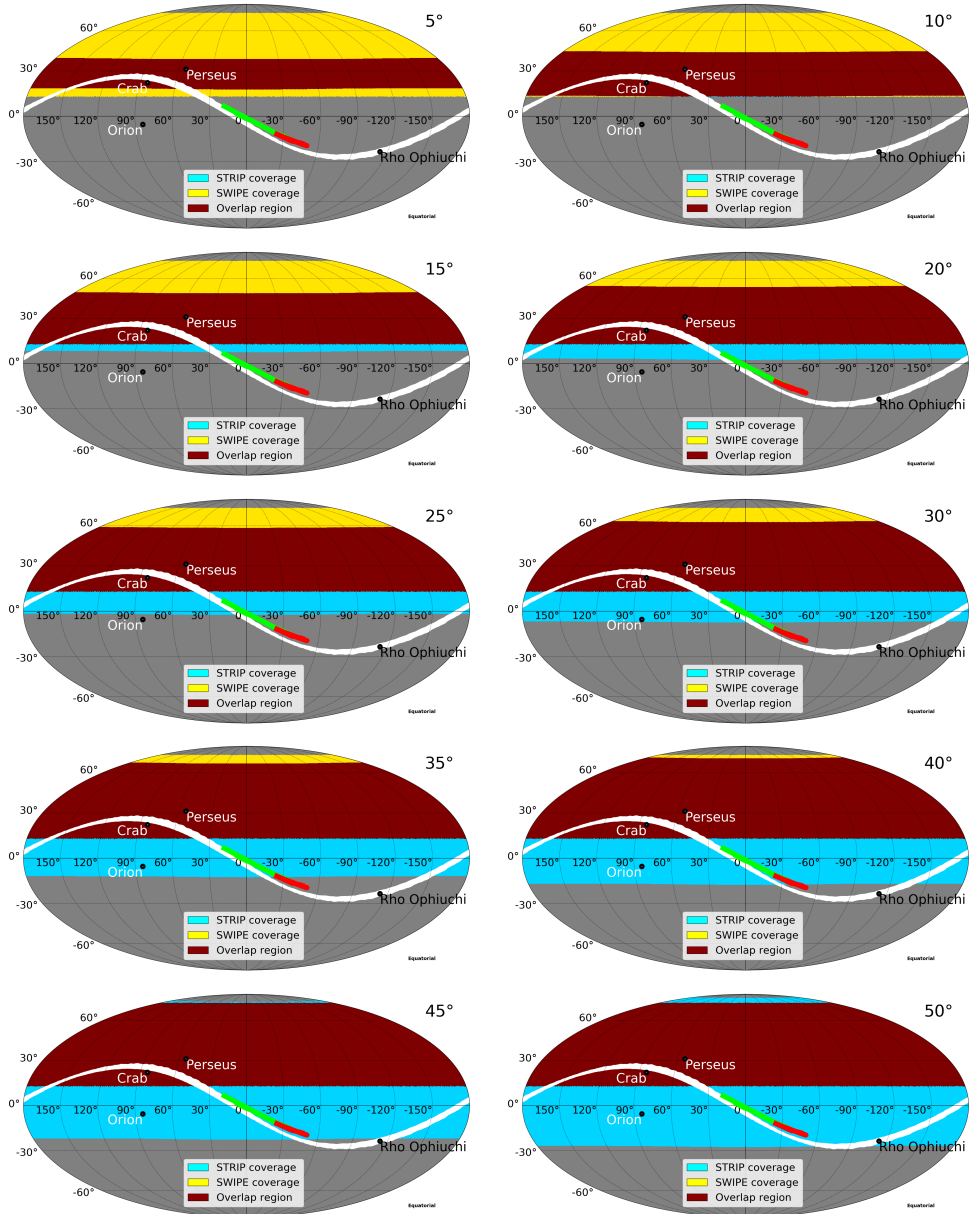 5°
60°
30°
Perseus
Crab
0°
150° 120° 90° 60° 30° 0 -30° -60° -90° -120° -150°
Orion
Rho Ophiuchi
-30°
STRIP coverage
SWIPE coverage
Overlap region
-60°
Equatorial
10°
60°
30°
Perseus
Crab
0°
150° 120° 90° 60° 30° 0 -30° -60° -90° -120° -150°
Orion
Rho Ophiuchi
-30°
STRIP coverage
SWIPE coverage
Overlap region
-60°
Equatorial
15°
60°
30°
Perseus
Crab
0°
150° 120° 90° 60° 30° 0 -30° -60° -90° -120° -150°
Orion
Rho Ophiuchi
-30°
STRIP coverage
SWIPE coverage
Overlap region
-60°
Equatorial
20°
60°
30°
Perseus
Crab
0°
150° 120° 90° 60° 30° 0 -30° -60° -90° -120° -150°
Orion
Rho Ophiuchi
-30°
STRIP coverage
SWIPE coverage
Overlap region
-60°
Equatorial
25°
60°
30°
Perseus
Crab
0°
150° 120° 90° 60° 30° 0 -30° -60° -90° -120° -150°
Orion
Rho Ophiuchi
-30°
STRIP coverage
SWIPE coverage
Overlap region
-60°
Equatorial
30°
60°
30°
Perseus
Crab
0°
150° 120° 90° 60° 30° 0 -30° -60° -90° -120° -150°
Orion
Rho Ophiuchi
-30°
STRIP coverage
SWIPE coverage
Overlap region
-60°
Equatorial
35°
60°
30°
Perseus
Crab
0°
150° 120° 90° 60° 30° 0 -30° -60° -90° -120° -150°
Orion
Rho Ophiuchi
-30°
STRIP coverage
SWIPE coverage
Overlap region
-60°
Equatorial
40°
60°
30°
Perseus
Crab
0°
150° 120° 90° 60° 30° 0 -30° -60° -90° -120° -150°
Orion
Rho Ophiuchi
-30°
STRIP coverage
SWIPE coverage
Overlap region
-60°
Equatorial
45°
60°
30°
Perseus
Crab
0°
150° 120° 90° 60° 30° 0 -30° -60° -90° -120° -150°
Orion
Rho Ophiuchi
-30°
STRIP coverage
SWIPE coverage
Overlap region
-60°
Equatorial
50°
60°
30°
Perseus
Crab
0°
150° 120° 90° 60° 30° 0 -30° -60° -90° -120° -150°
Orion
Rho Ophiuchi
-30°
STRIP coverage
SWIPE coverage
Overlap region
-60°
Equatorial